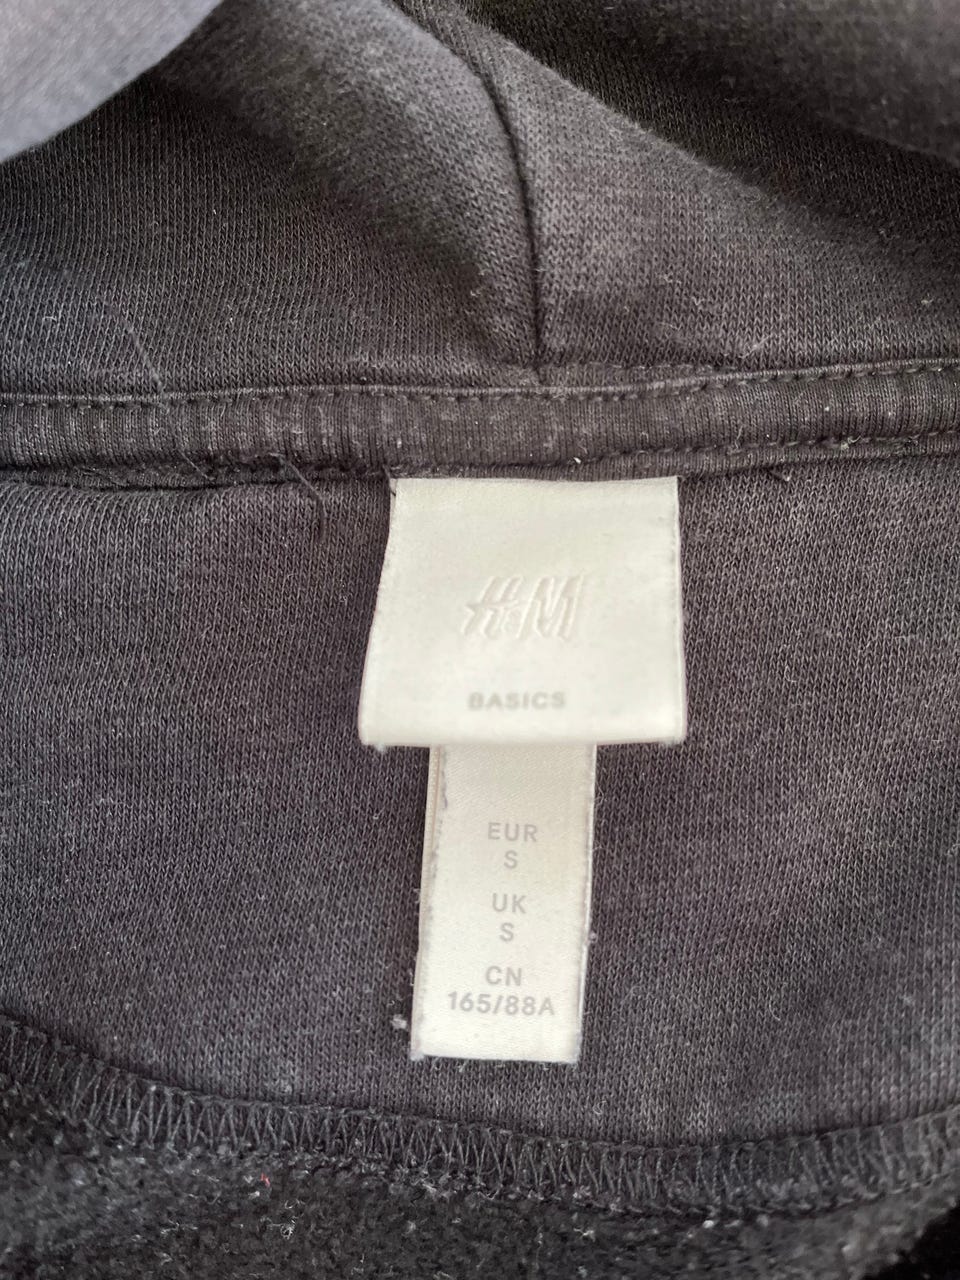 H&M
BASICS
EUR
S
UK
S
CN
165/88A